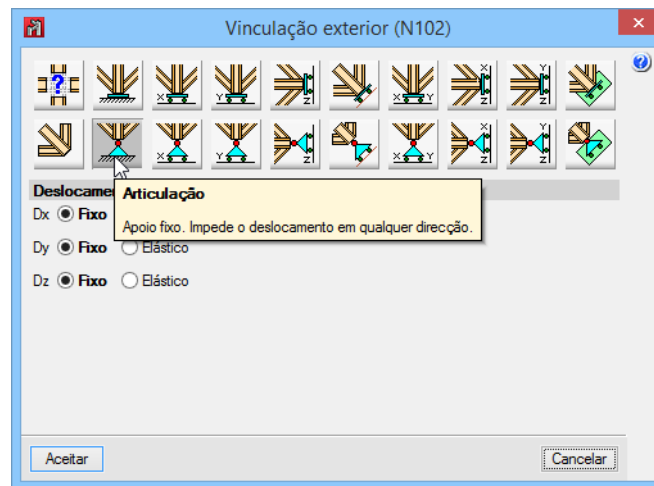 Vinculação exterior (N102)
?
X
Y
Z
X Y
X
Z
Y
Z
X
Y
Z
X Y
X
Z
Y
Z
Deslocame
Articulação
Apoio fixo. Impede o deslocamento em qualquer direcção.
Dx Fixo
Dy Fixo Elástico
Dz Fixo Elástico
Aceitar Cancelar